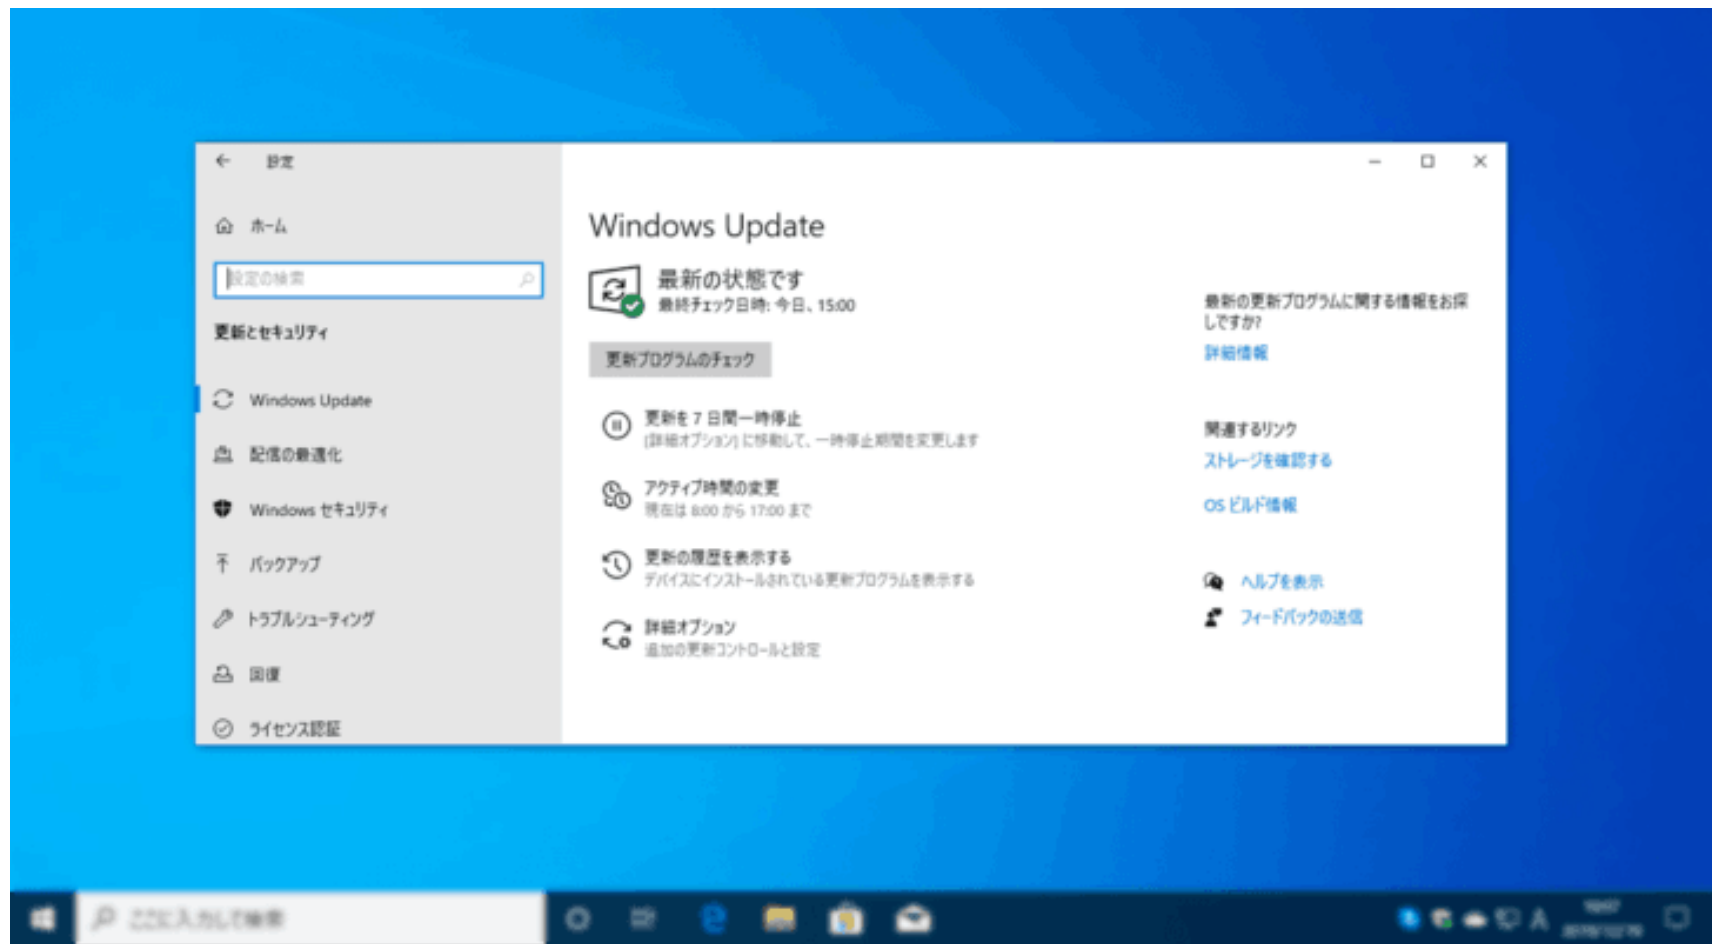 設定
ホーム
設定の検索
更新とセキュリティ
Windows Update
配信の最適化
Windows セキュリティ
バックアップ
トラブルシューティング
回復
ライセンス認証
Windows Update
最新の状態です
最終チェック日時: 今日、15:00
更新プログラムのチェック
更新を 7 日間一時停止
[詳細オプション] に移動して、一時停止期間を変更します
アクティブ時間の変更
現在は 8:00 から 17:00 まで
更新の履歴を表示する
デバイスにインストールされている更新プログラムを表示する
詳細オプション
追加の更新コントロールと設定
最新の更新プログラムに関する情報をお探
しですか?
詳細情報
関連するリンク
ストレージを確認する
OS ビルド情報
ヘルプを表示
フィードバックの送信
ここに入力して検索
A